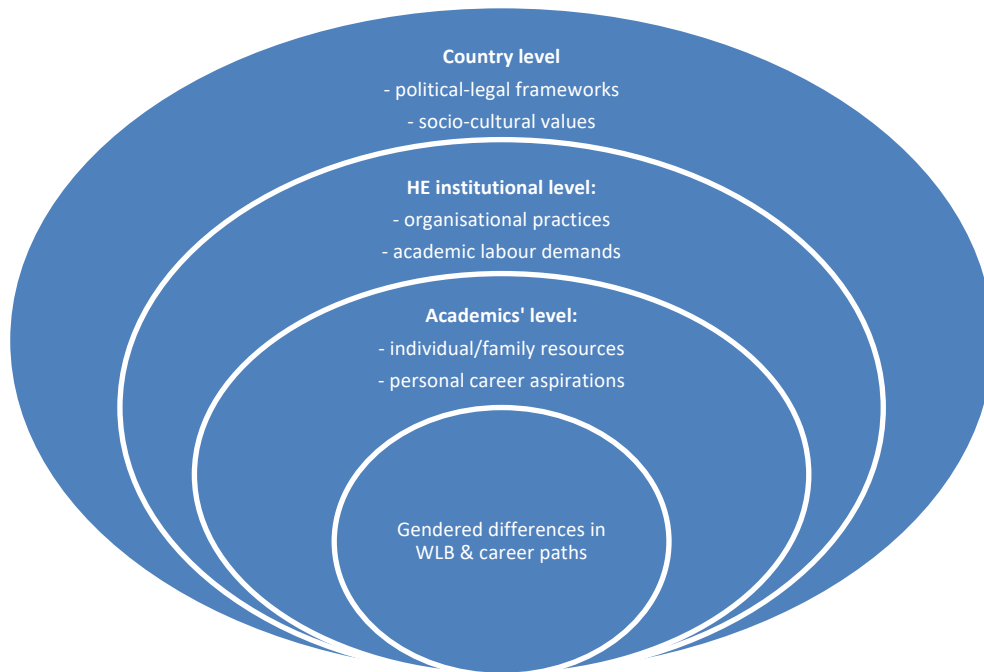 Country level
- political-legal frameworks
- socio-cultural values
HE institutional level:
- organisational practices
- academic labour demands
Academics' level:
- individual/family resources
- personal career aspirations
Gendered differences in
WLB & career paths